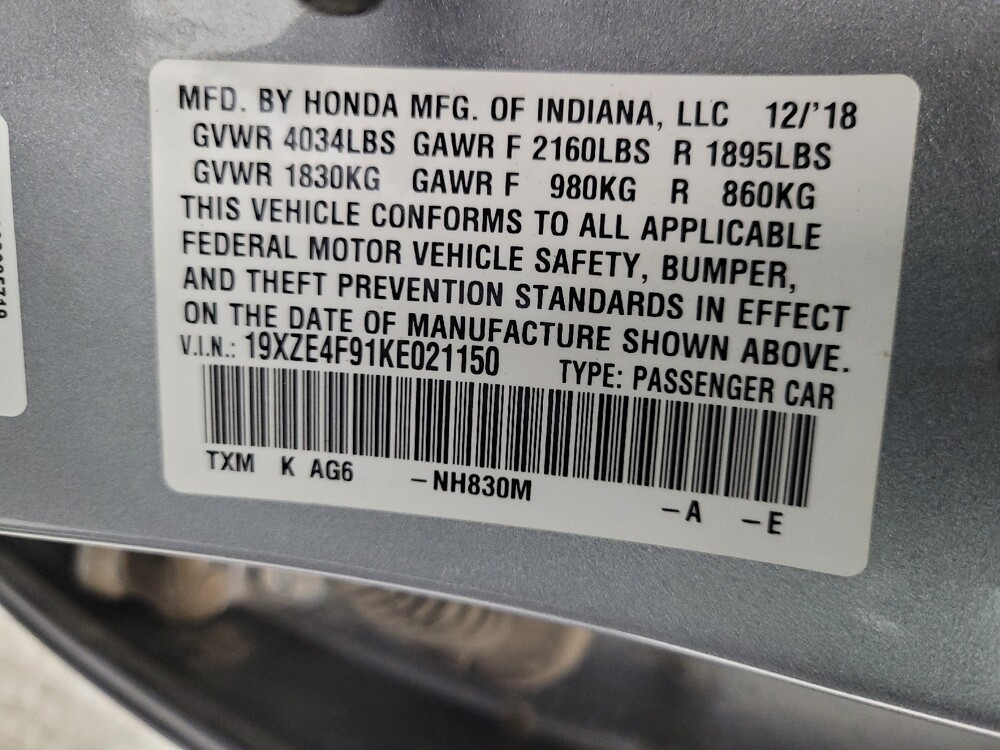 MFD. BY HONDA MFG. OF INDIANA, LLC 12/'18
GVWR 4034LBS GAWR F 2160LBS R 1895LBS
GVWR 1830KG GAWR F 980KG R 860KG
THIS VEHICLE CONFORMS TO ALL APPLICABLE
FEDERAL MOTOR VEHICLE SAFETY, BUMPER,
AND THEFT PREVENTION STANDARDS IN EFFECT
ON THE DATE OF MANUFACTURE SHOWN ABOVE.
V.I.N.: 19XZE4F91KE021150 TYPE: PASSENGER CAR
TXM K AG6 -NH830M -A -E